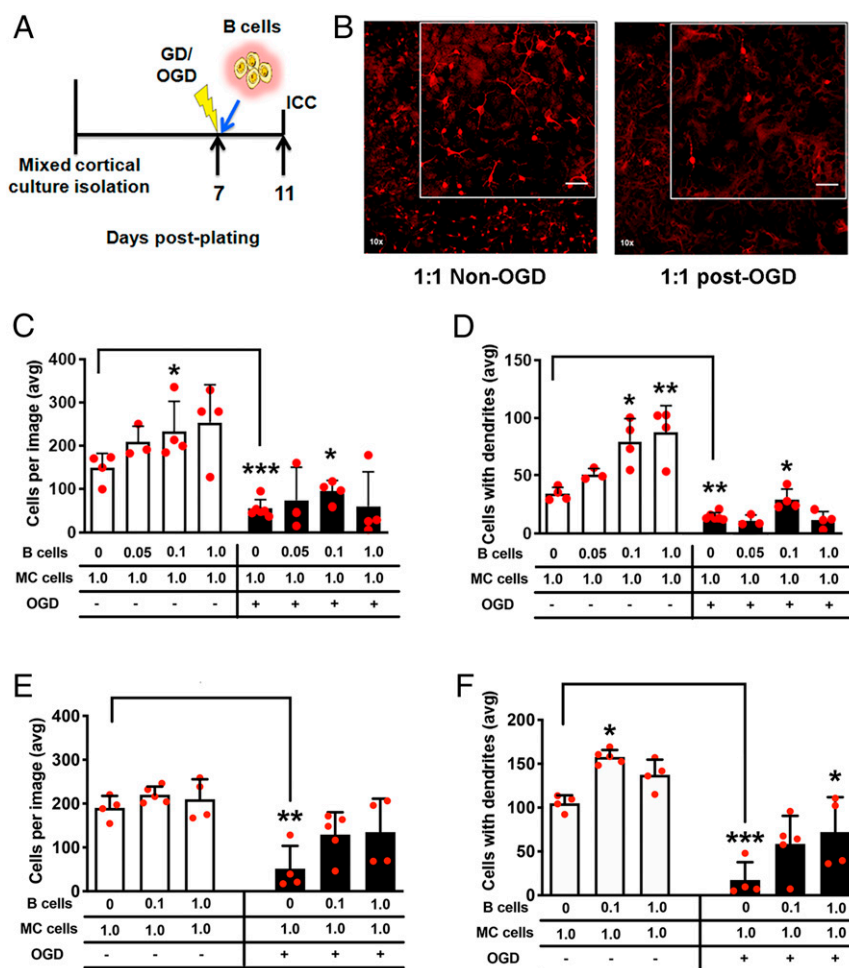 A
B cells
GD/
OGD
ICC
Mixed cortical
culture isolation
7
11
Days post-plating
B
10x
10x
1:1 Non-OGD
1:1 post-OGD
C
Cells per image (avg)
400
300
200
100
0
*
***
*
B cells 0 0.05 0.1 1.0 0 0.05 0.1 1.0
MC cells 1.0 1.0 1.0 1.0 1.0 1.0 1.0 1.0
OGD - - - - + + + +
D
Cells with dendrites (avg)
150
100
50
0
*
**
**
*
B cells 0 0.05 0.1 1.0 0 0.05 0.1 1.0
MC cells 1.0 1.0 1.0 1.0 1.0 1.0 1.0 1.0
OGD - - - - + + + +
E
Cells per image (avg)
400
300
200
100
0
**
B cells 0 0.1 1.0 0 0.1 1.0
MC cells 1.0 1.0 1.0 1.0 1.0 1.0
OGD - - - + + +
F
Cells with dendrites (avg)
200
150
100
50
0
*
***
*
B cells 0 0.1 1.0 0 0.1 1.0
MC cells 1.0 1.0 1.0 1.0 1.0 1.0
OGD - - - + + +